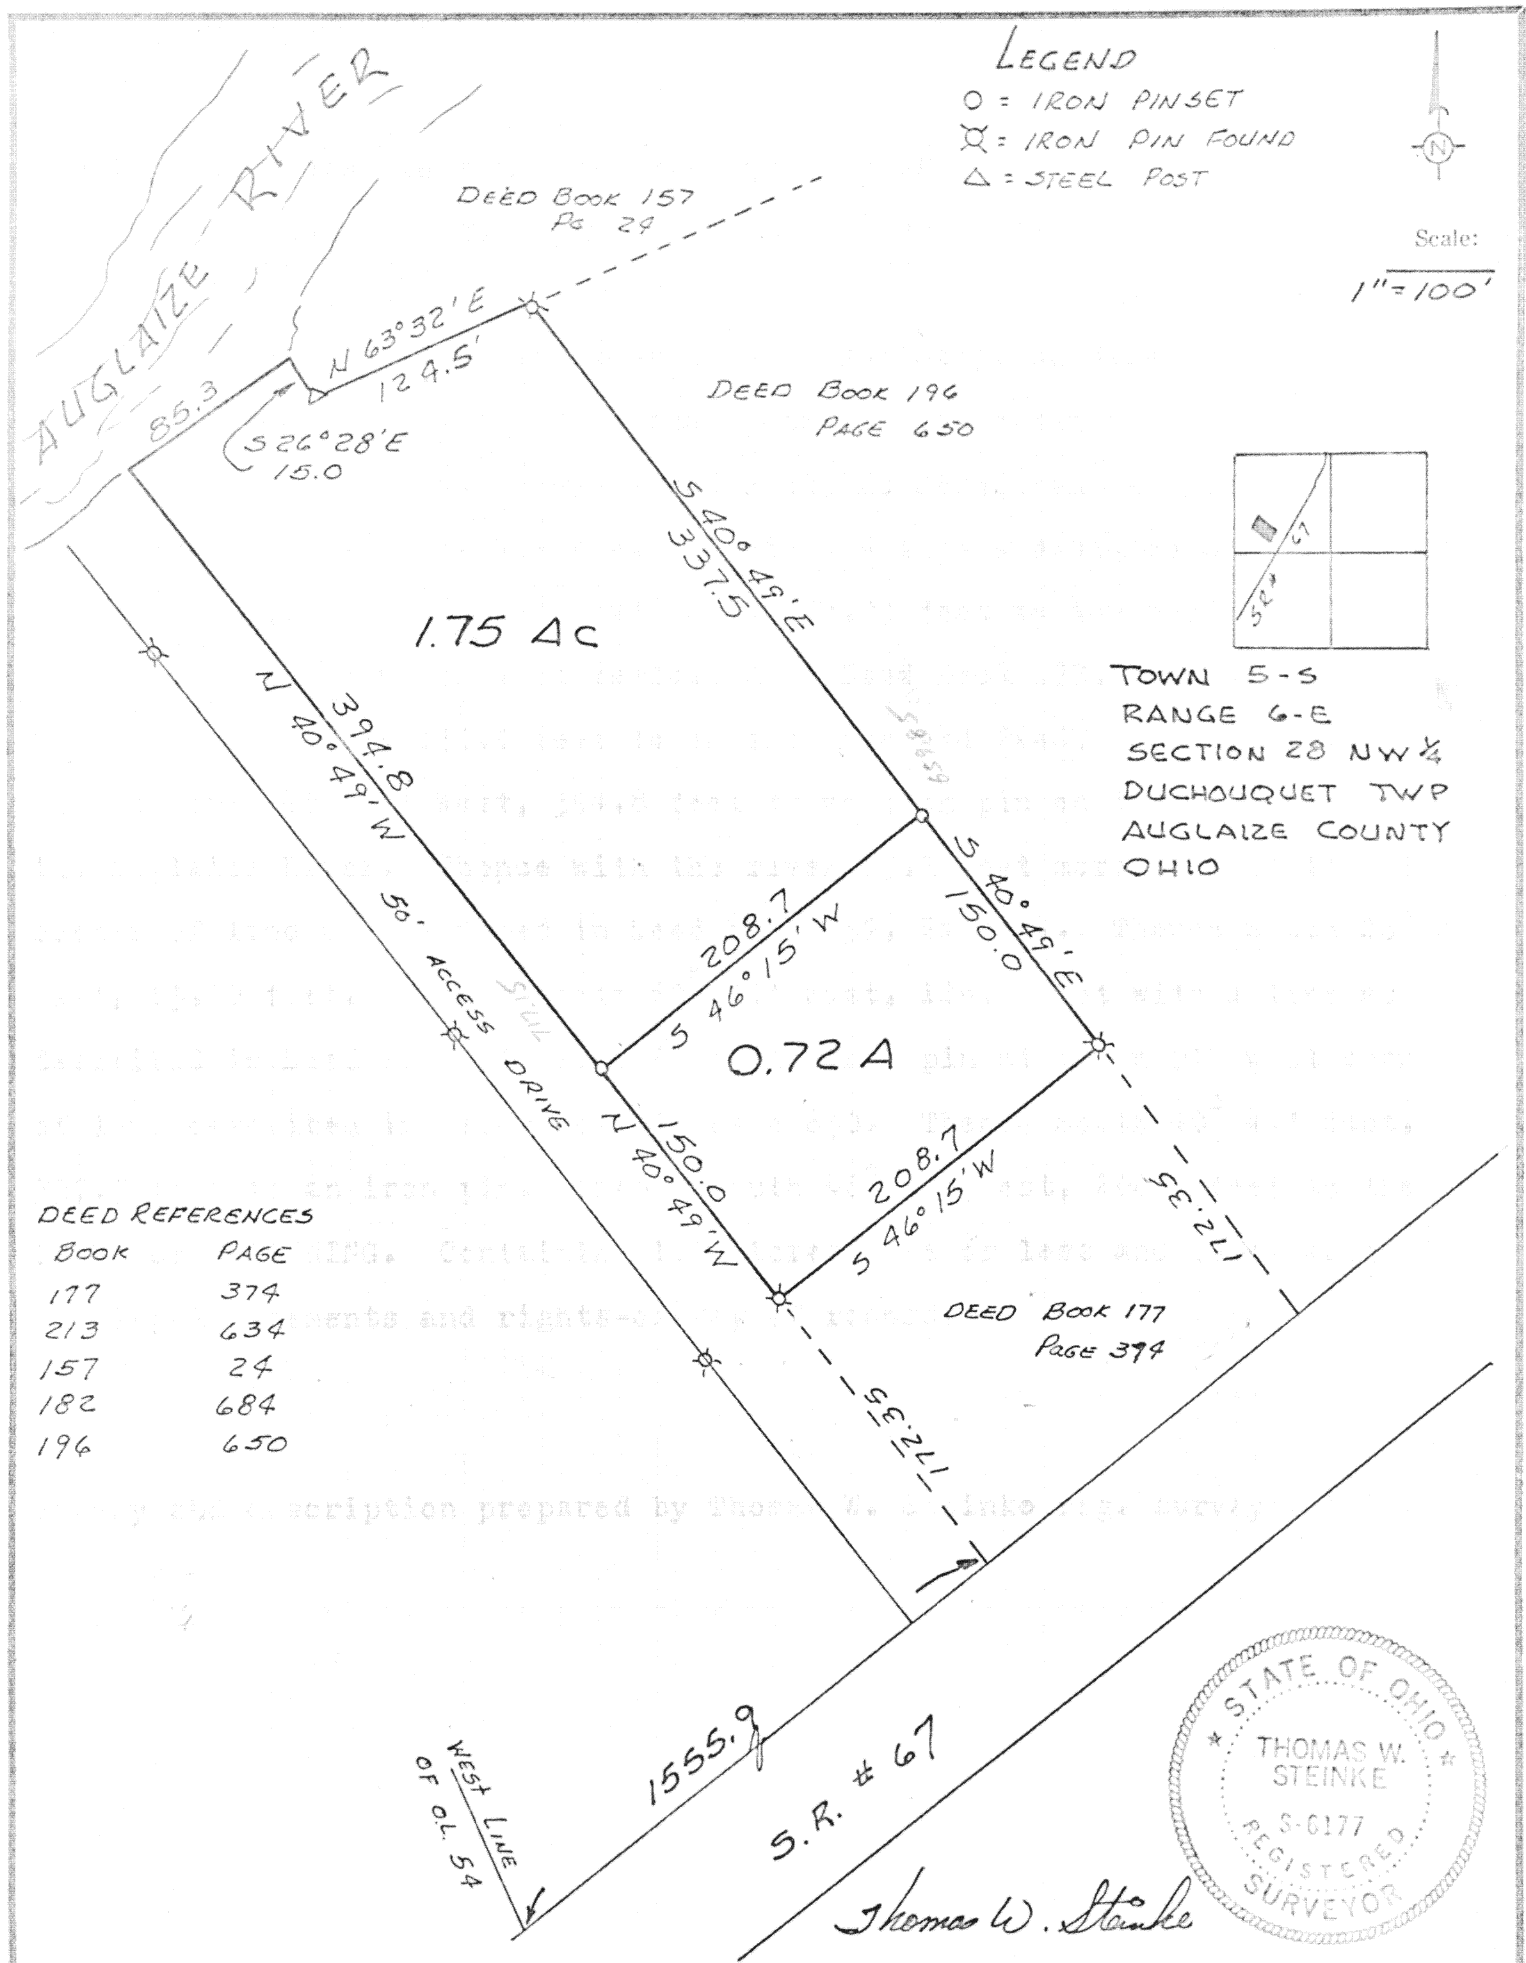 LEGEND
O = IRON PIN SET
= IRON PIN FOUND
Δ = STEEL POST
N
Scale:
1"=100'
AUGLAIZE RIVER
DEED BOOK 157
PG 24
N 63°32' E
124.5'
85.3
S 26°28'E
15.0
DEED BOOK 196
PAGE 650
S 40° 49' E
337.5
1.75 AC
67
SR
TOWN 5-S
RANGE 6-E
SECTION 28 NW ¼
DUCHOUQUET TWP
AUGLAIZE COUNTY
OHIO
394.8
N 40° 49' W
50' ACCESS DRIVE
208.7
S 46° 15' W
S 40° 49' E
150.0
0.72 A
150.0
N 40° 49' W
208.7
S 46° 15' W
172.35
172.35
DEED REFERENCES
BOOK PAGE
177 374
213 634
157 24
182 684
196 650
DEED BOOK 177
PAGE 374
1555.9
WEST LINE
OF O.L. 54
S.R. # 67
STATE OF OHIO
THOMAS W.
STEINKE
S-6177
REGISTERED
SURVEYOR
Thomas W. Steinke